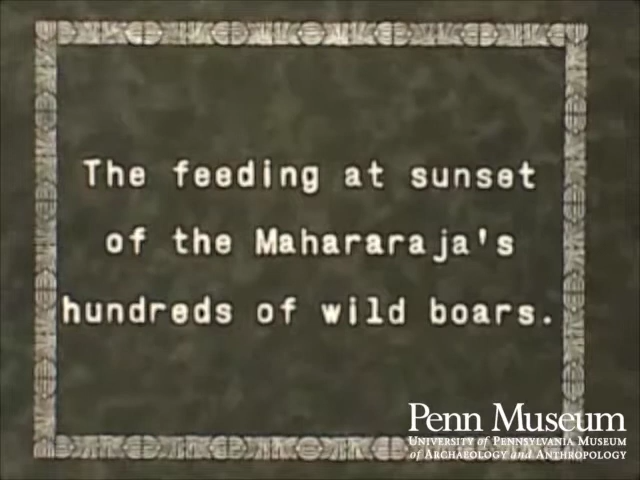 The feeding at sunset
of the Mahararaja's
hundreds of wild boars.
Penn Museum
UNIVERSITY of PENNSYLVANIA MUSEUM
of ARCHAEOLOGY and ANTHROPOLOGY